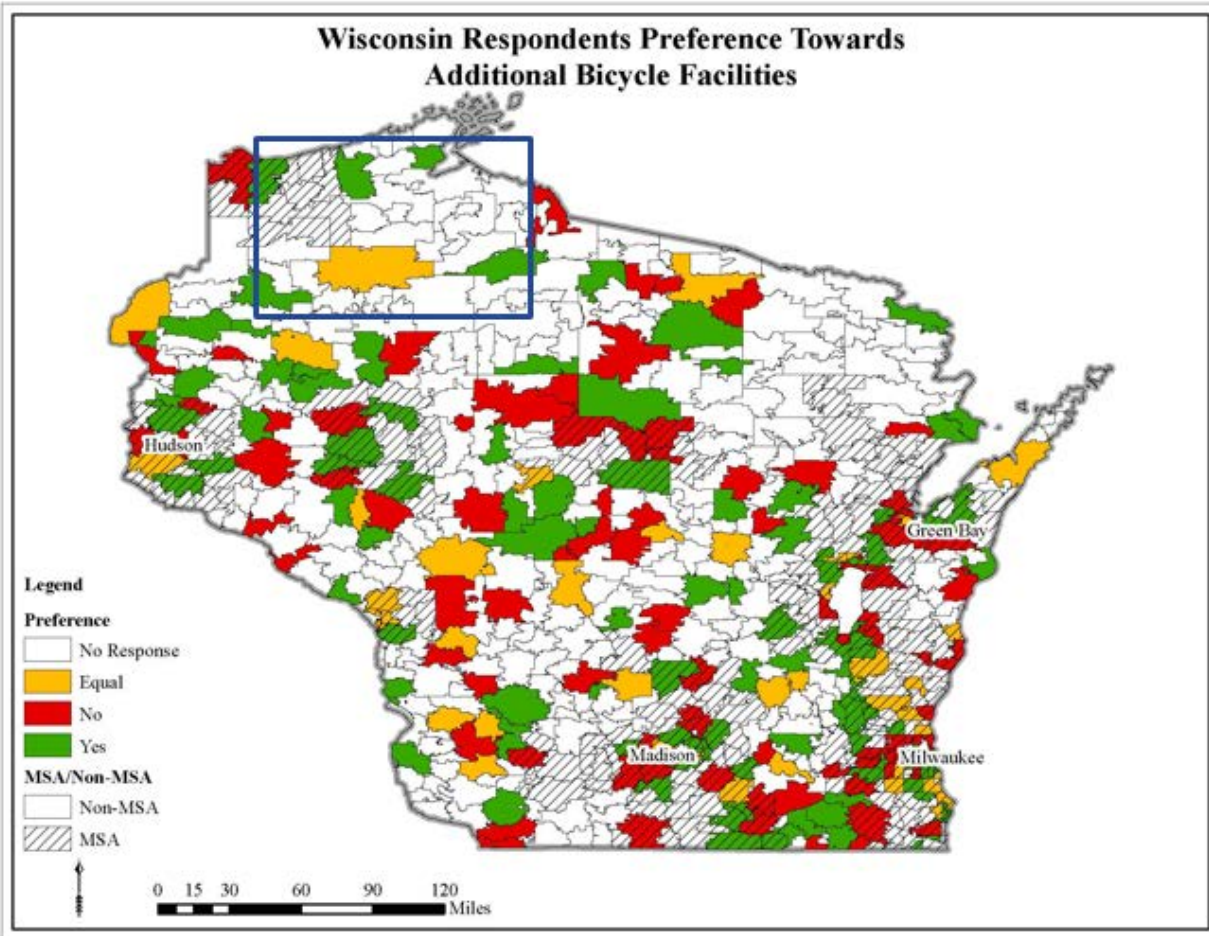 Wisconsin Respondents Preference Towards
Additional Bicycle Facilities
Hudson
Green Bay
Legend
Preference
No Response
Equal
No
Yes
Madison
Milwaukee
MSA/Non-MSA
Non-MSA
MSA
0 15 30 60 90 120
Miles